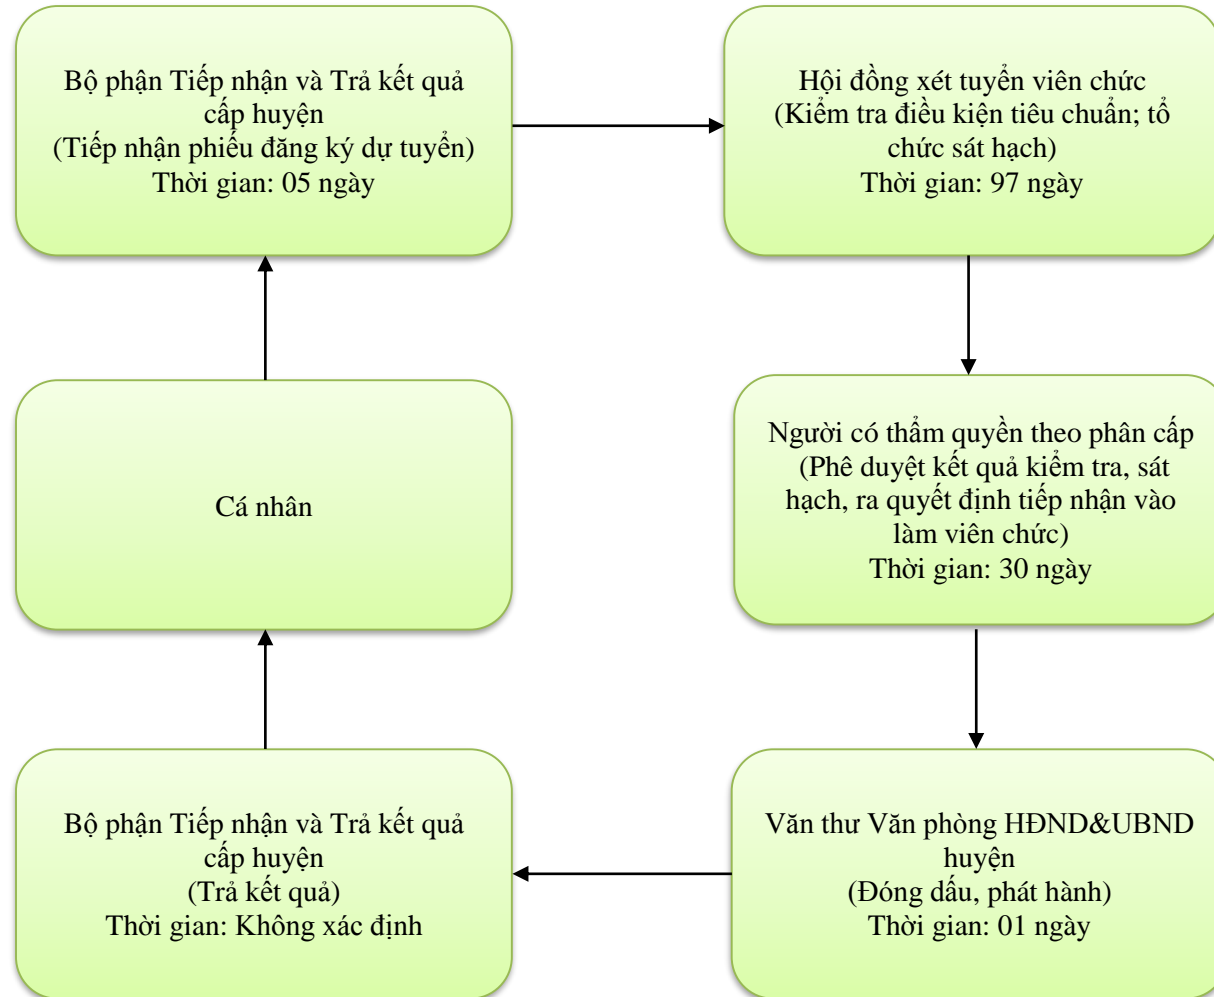 Bộ phận Tiếp nhận và Trả kết quả
cấp huyện
(Tiếp nhận phiếu đăng ký dự tuyển)
Thời gian: 05 ngày
Hội đồng xét tuyển viên chức
(Kiểm tra điều kiện tiêu chuẩn; tổ
chức sát hạch)
Thời gian: 97 ngày
Người có thẩm quyền theo phân cấp
(Phê duyệt kết quả kiểm tra, sát
hạch, ra quyết định tiếp nhận vào
làm viên chức)
Thời gian: 30 ngày
Cá nhân
Bộ phận Tiếp nhận và Trả kết quả
cấp huyện
(Trả kết quả)
Thời gian: Không xác định
Văn thư Văn phòng HĐND&UBND
huyện
(Đóng dấu, phát hành)
Thời gian: 01 ngày